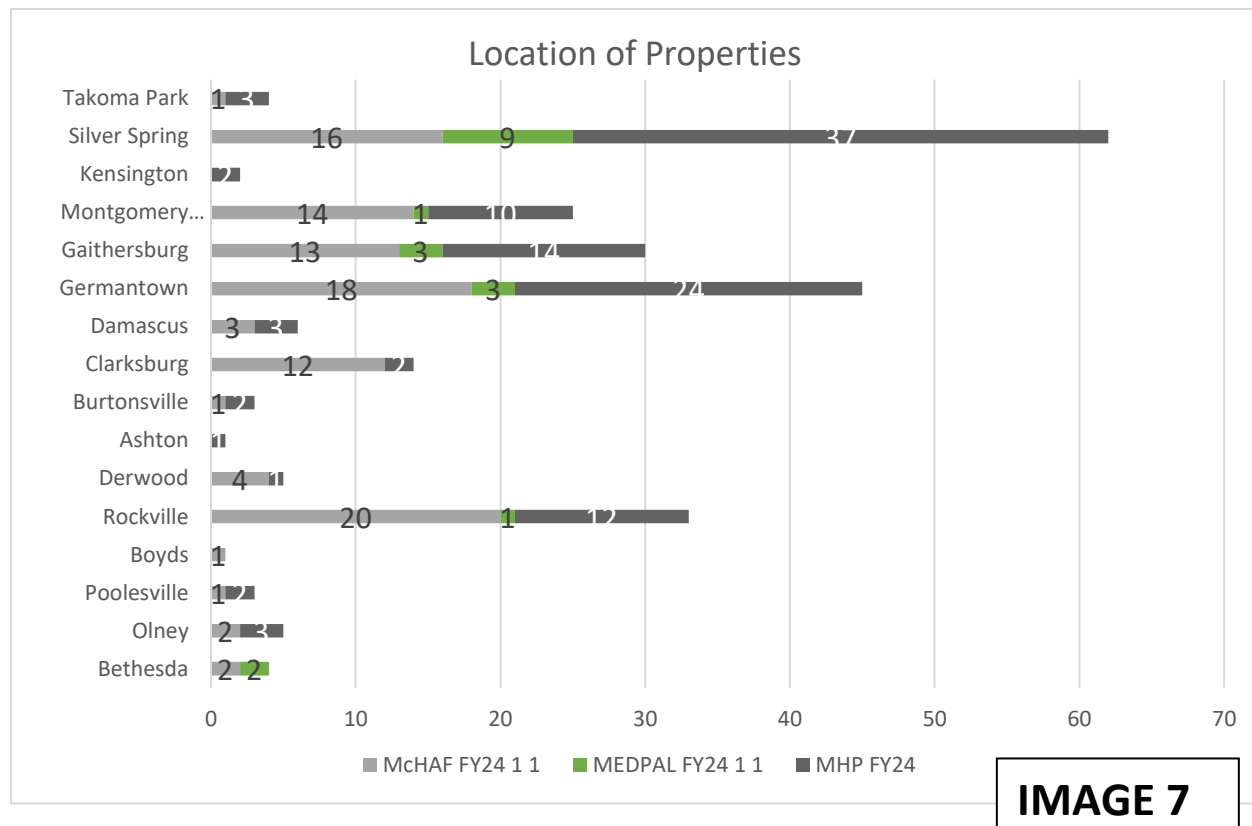 Location of Properties
Takoma Park 1 3
Silver Spring 16 9 37
Kensington 2
Montgomery... 14 1 10
Gaithersburg 13 3 14
Germantown 18 3 24
Damascus 3 3
Clarksburg 12 2
Burtonsville 1 2
Ashton 1
Derwood 4 1
Rockville 20 1 12
Boyds 1
Poolesville 1 2
Olney 2 3
Bethesda 2 2
0 10 20 30 40 50 60 70
McHAF FY24 1 1 MEDPAL FY24 1 1 MHP FY24
IMAGE 7